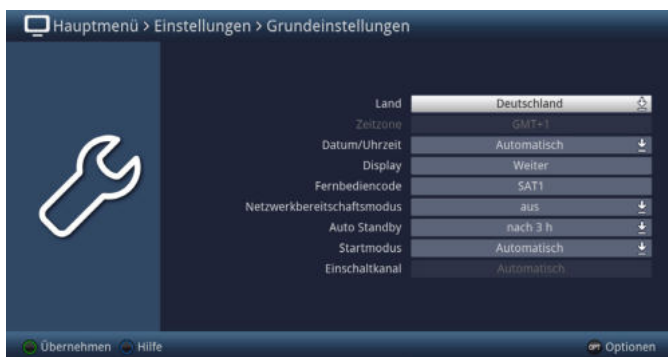 Hauptmenü > Einstellungen > Grundeinstellungen
Land Deutschland
Zeitzone GMT+1
Datum/Uhrzeit Automatisch
Display Weiter
Fernbediencode SAT1
Netzwerkbereitschaftsmodus aus
Auto Standby nach 3 h
Startmodus Automatisch
Einschaltkanal Automatisch
Übernehmen Hilfe OPT Optionen